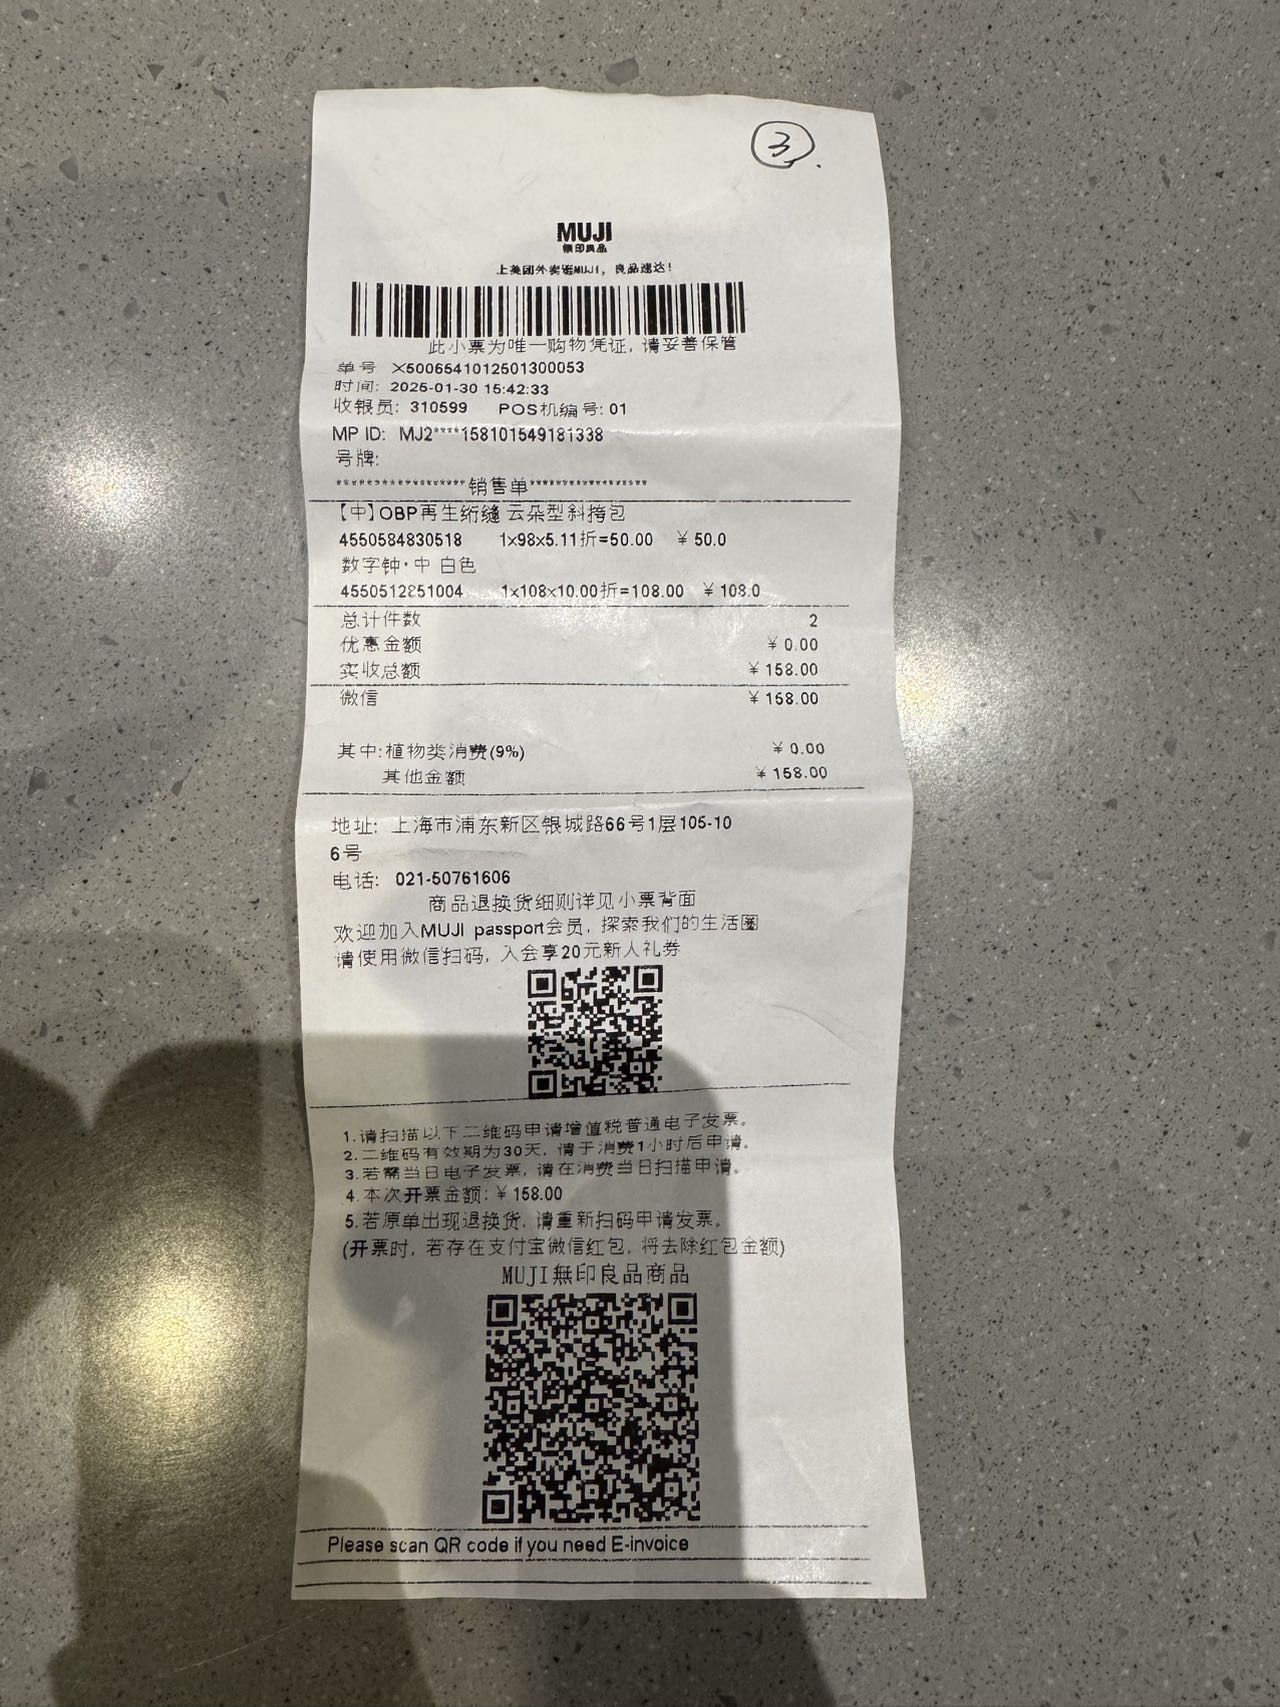 3.
MUJI
無印良品
上美团外卖逛MUJI，良品速达！
此小票为唯一购物凭证, 请妥善保管
单号 X5006541012501300053
时间: 2025-01-30 15:42:33
收银员: 310599 POS机编号: 01
MP ID: MJ2****158101549181338
号牌:
********************销售单********************
【中】OBP再生绗缝 云朵型斜挎包
4550584830518 1x98x5.11折=50.00 ￥50.0
数字钟·中 白色
4550512851004 1x108x10.00折=108.00 ￥108.0
总计件数 2
优惠金额 ￥0.00
实收总额 ￥158.00
微信 ￥158.00
其中:植物类消费(9%) ￥0.00
其他金额 ￥158.00
地址: 上海市浦东新区银城路66号1层105-10
6号
电话: 021-50761606
商品退换货细则详见小票背面
欢迎加入MUJI passport会员, 探索我们的生活圈
请使用微信扫码, 入会享20元新人礼券
1.请扫描以下二维码申请增值税普通电子发票。
2.二维码有效期为30天, 请于消费1小时后申请。
3.若需当日电子发票, 请在消费当日扫描申请。
4.本次开票金额: ￥158.00
5.若原单出现退换货, 请重新扫码申请发票。
(开票时, 若存在支付宝微信红包, 将去除红包金额)
MUJI無印良品商品
Please scan QR code if you need E-invoice